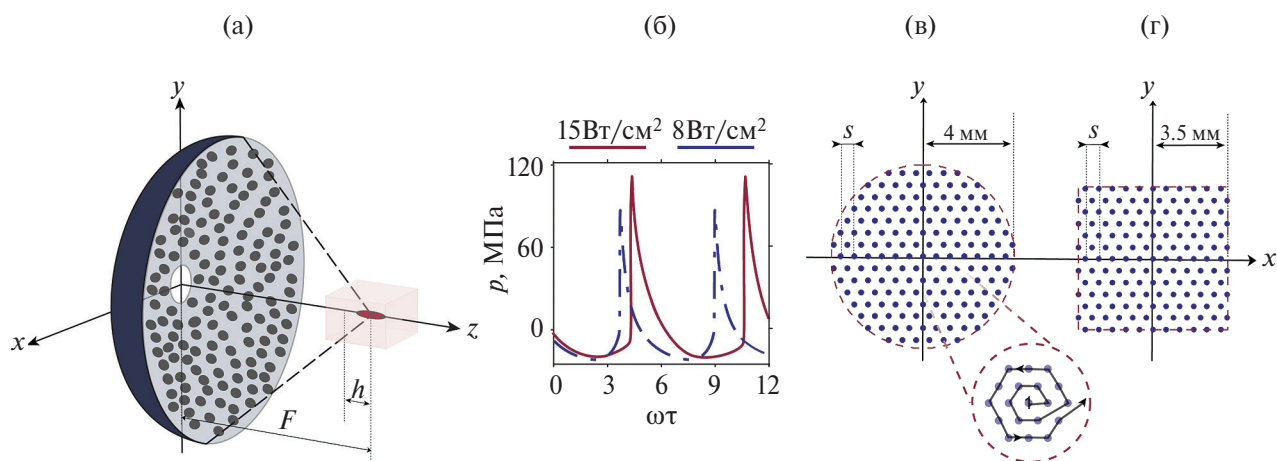 (а)
(б)
(в)
(г)
y
x
z
h
F
15Вт/см² 8Вт/см²
120
60
0
p, МПа
0 3 6 9 12
ωτ
y
s
4 мм
1
y
s
3.5 мм
x